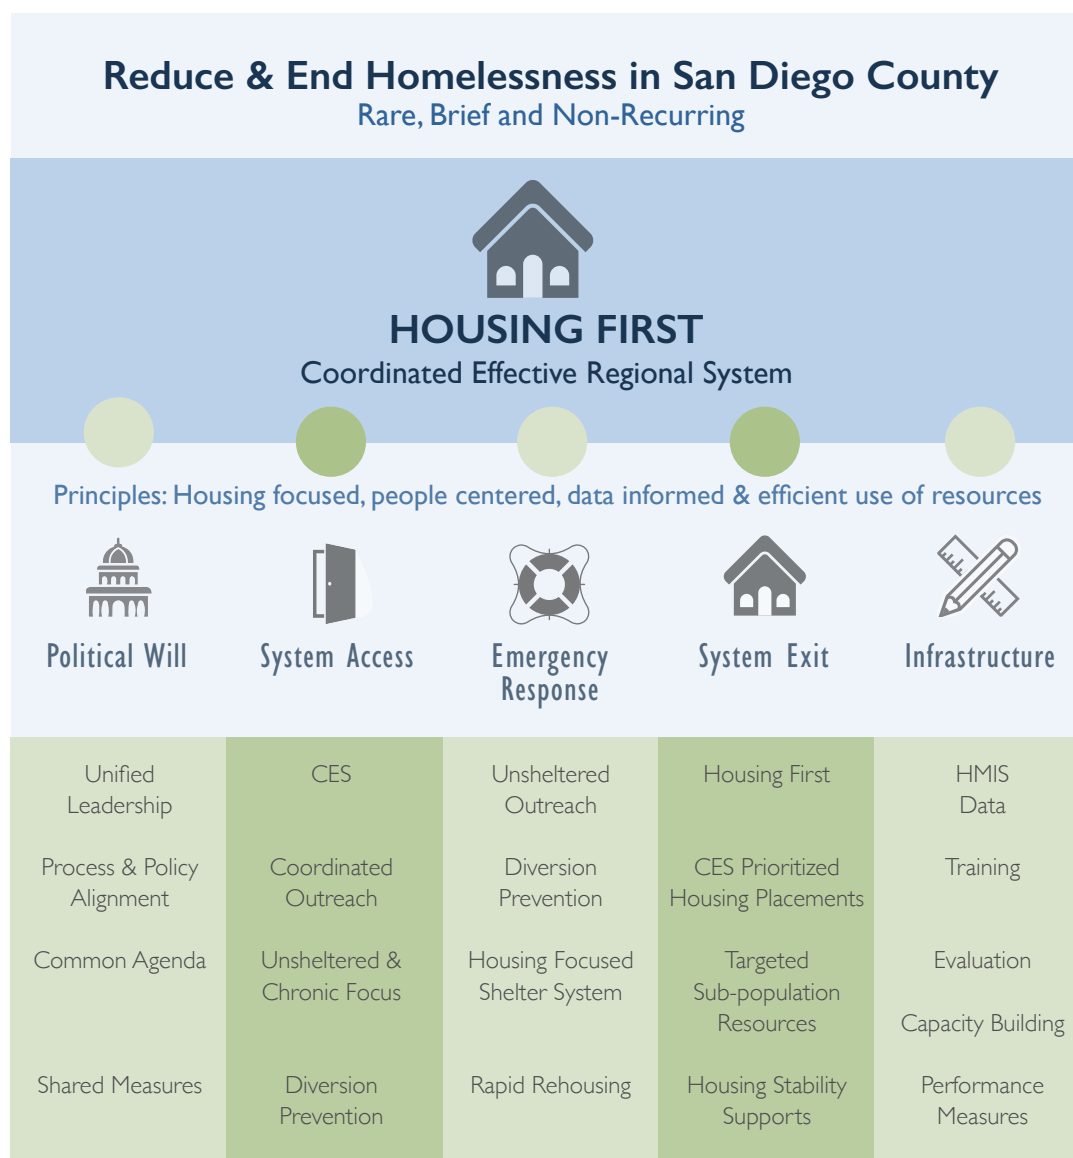 Reduce & End Homelessness in San Diego County
Rare, Brief and Non-Recurring
HOUSING FIRST
Coordinated Effective Regional System
Principles: Housing focused, people centered, data informed & efficient use of resources
Political Will
System Access
Emergency
Response
System Exit
Infrastructure
Unified
Leadership
Process & Policy
Alignment
Common Agenda
Shared Measures
CES
Coordinated
Outreach
Unsheltered &
Chronic Focus
Diversion
Prevention
Unsheltered
Outreach
Diversion
Prevention
Housing Focused
Shelter System
Rapid Rehousing
Housing First
CES Prioritized
Housing Placements
Targeted
Sub-population
Resources
Housing Stability
Supports
HMIS
Data
Training
Evaluation
Capacity Building
Performance
Measures